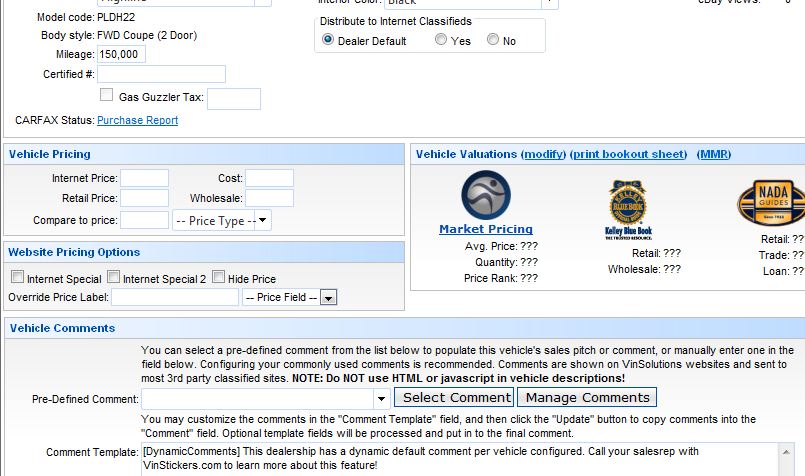 Model code: PLDH22
Body style: FWD Coupe (2 Door)
Mileage: 150,000
Certified #:
Gas Guzzler Tax:
CARFAX Status: Purchase Report
Interior Color: Black
Distribute to Internet Classifieds
Dealer Default Yes No
eBay Views: 0
Vehicle Pricing
Internet Price: Cost:
Retail Price: Wholesale:
Compare to price: -- Price Type --
Website Pricing Options
Internet Special Internet Special 2 Hide Price
Override Price Label: -- Price Field --
Vehicle Valuations (modify) (print bookout sheet) (MMR)
Market Pricing
Avg. Price: ???
Quantity: ???
Price Rank: ???
KELLEY BLUE BOOK
Kelley Blue Book
THE TRUSTED RESOURCE.
Retail: ???
Wholesale: ???
NADA
GUIDES
Since 1933
Retail: ???
Trade: ???
Loan: ???
Vehicle Comments
You can select a pre-defined comment from the list below to populate this vehicle's sales pitch or comment, or manually enter one in the
field below. Configuring your commonly used comments is recommended. Comments are shown on VinSolutions websites and sent to
most 3rd party classified sites. NOTE: Do NOT use HTML or javascript in vehicle descriptions!
Pre-Defined Comment: Select Comment Manage Comments
You may customize the comments in the "Comment Template" field, and then click the "Update" button to copy comments into the
"Comment" field. Optional template fields will be processed and put in to the final comment.
Comment Template: [DynamicComments] This dealership has a dynamic default comment per vehicle configured. Call your salesrep with
VinStickers.com to learn more about this feature!